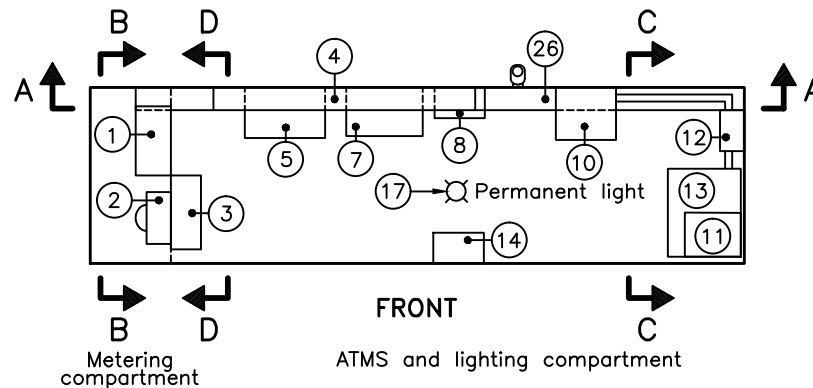 B
D
C
A
A
4
26
1
5
7
8
10
12
2
3
17
Permanent light
13
11
14
B
D
C
FRONT
Metering
compartment
ATMS and lighting compartment